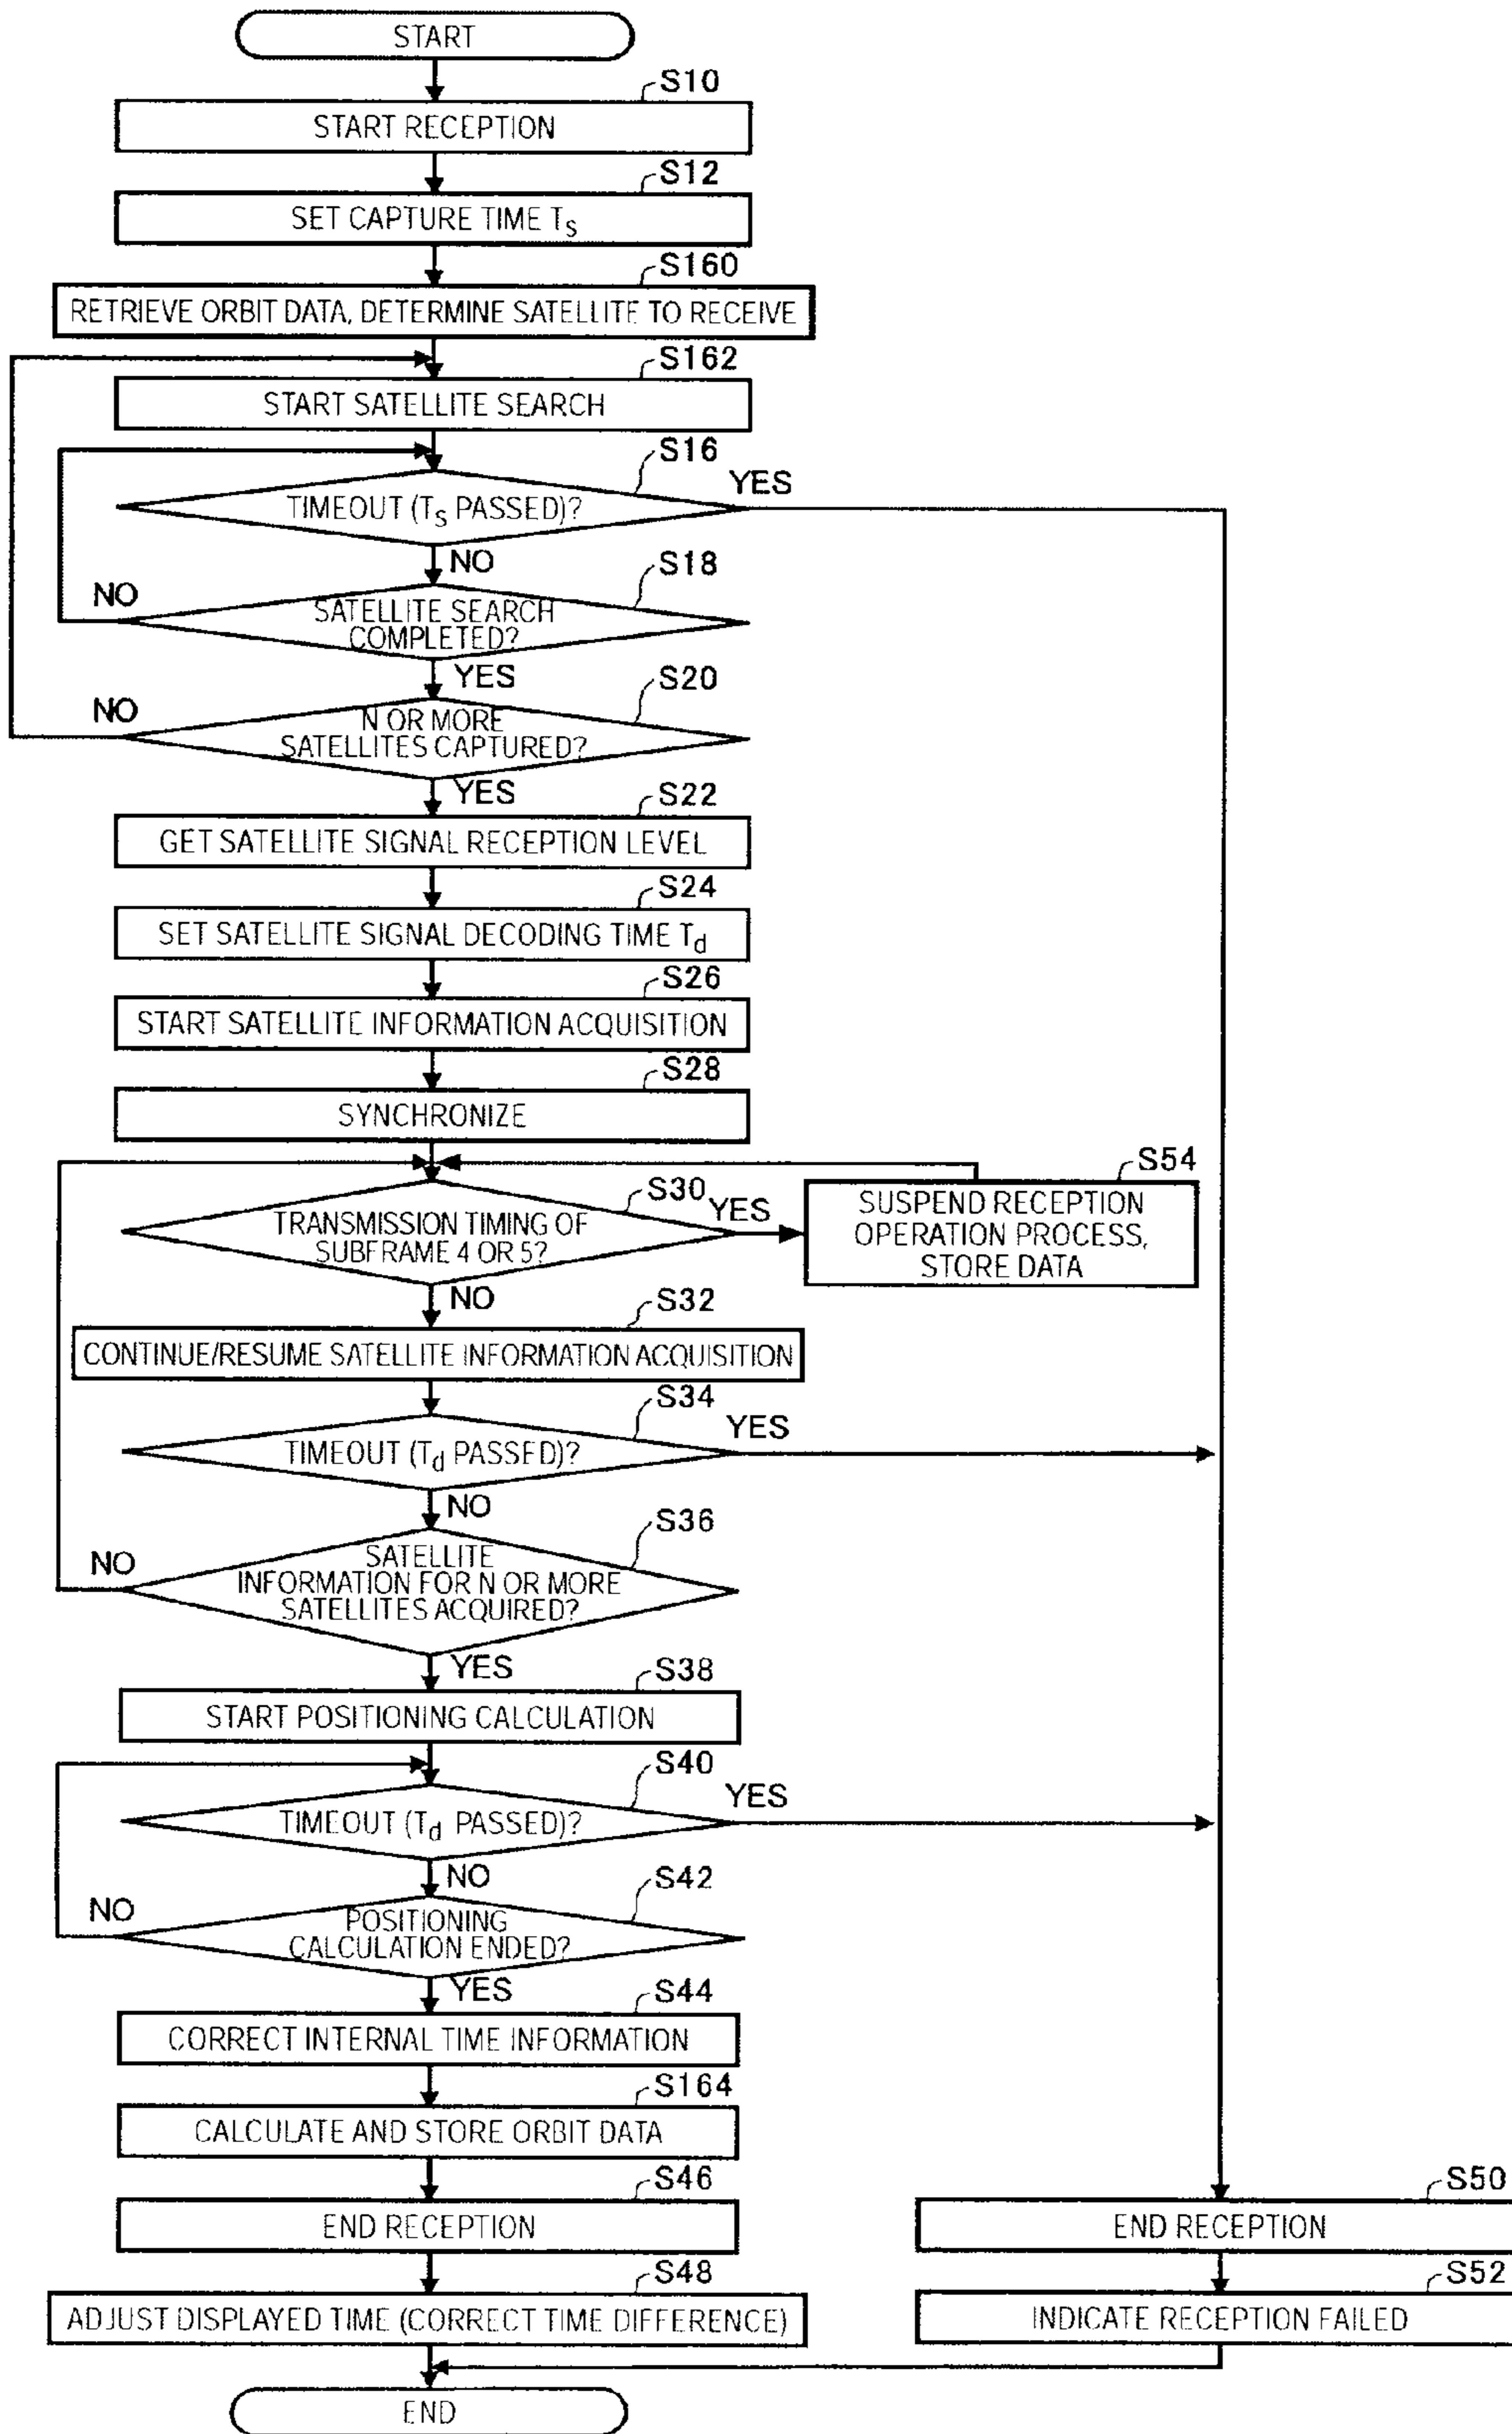 START
S10
START RECEPTION
S12
SET CAPTURE TIME Ts
S160
RETRIEVE ORBIT DATA, DETERMINE SATELLITE TO RECEIVE
S162
START SATELLITE SEARCH
S16
TIMEOUT (Ts PASSED)?
YES
NO
S18
NO
SATELLITE SEARCH
COMPLETED?
YES
S20
NO
N OR MORE
SATELLITES CAPTURED?
YES
S22
GET SATELLITE SIGNAL RECEPTION LEVEL
S24
SET SATELLITE SIGNAL DECODING TIME Td
S26
START SATELLITE INFORMATION ACQUISITION
S28
SYNCHRONIZE
S30
TRANSMISSION TIMING OF
SUBFRAME 4 OR 5?
YES
S54
SUSPEND RECEPTION
OPERATION PROCESS,
STORE DATA
NO
S32
CONTINUE/RESUME SATELLITE INFORMATION ACQUISITION
S34
TIMEOUT (Td PASSED)?
YES
NO
S36
NO
SATELLITE
INFORMATION FOR N OR MORE
SATELLITES ACQUIRED?
YES
S38
START POSITIONING CALCULATION
S40
TIMEOUT (Td PASSED)?
YES
NO
S42
NO
POSITIONING
CALCULATION ENDED?
YES
S44
CORRECT INTERNAL TIME INFORMATION
S164
CALCULATE AND STORE ORBIT DATA
S46
END RECEPTION
S50
END RECEPTION
S48
ADJUST DISPLAYED TIME (CORRECT TIME DIFFERENCE)
S52
INDICATE RECEPTION FAILED
END